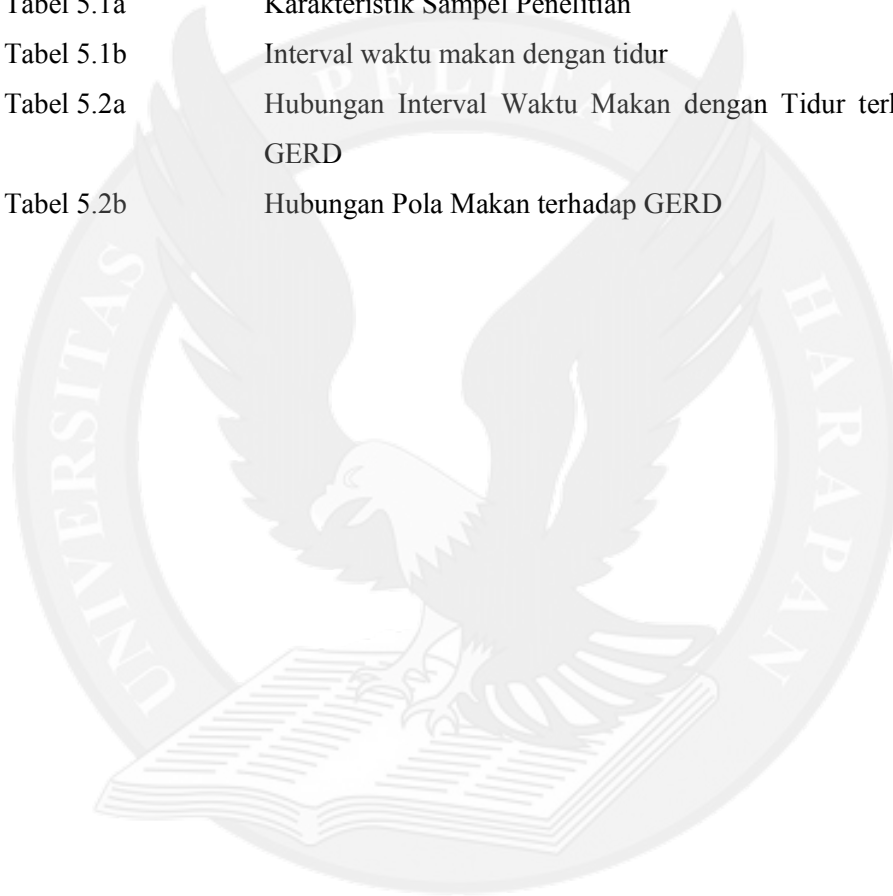 Tabel 5.1a Karakteristik Sampel Penelitian
Tabel 5.1b Interval waktu makan dengan tidur
Tabel 5.2a Hubungan Interval Waktu Makan dengan Tidur
GERD
Tabel 5.2b Hubungan Pola Makan terhadap GERD
UNIVERSITAS PELITA HARAPAN